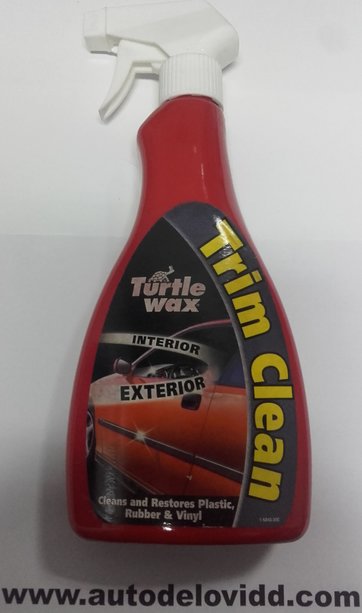 Turtle
wax
Trim Clean
INTERIOR
EXTERIOR
Cleans and Restores Plastic,
Rubber & Vinyl
www.autodelovidd.com